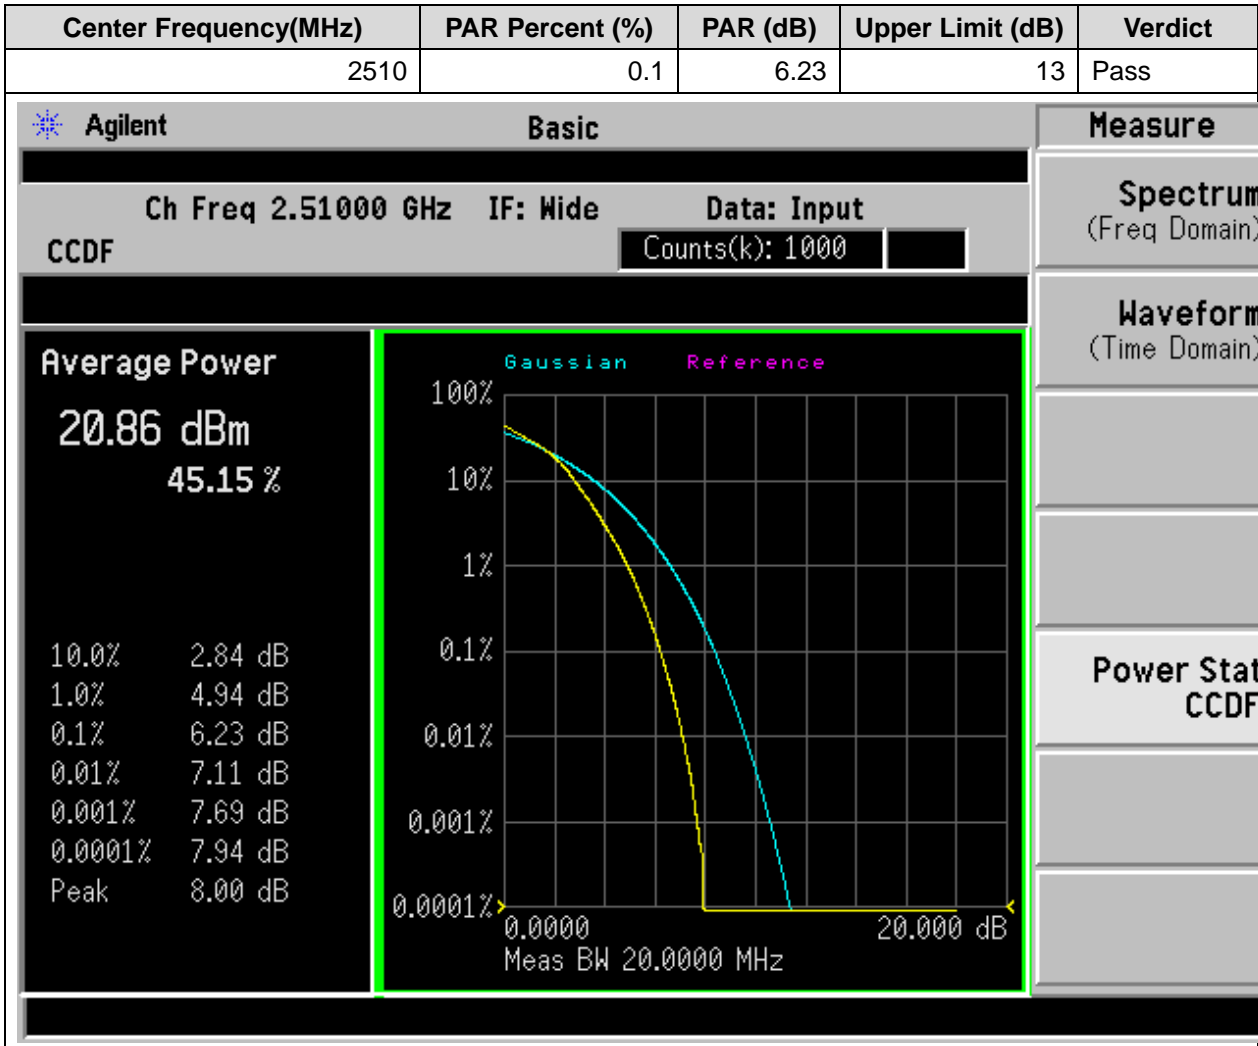 Center Frequency(MHz) PAR Percent (%) PAR (dB) Upper Limit (dB) Verdict
2510 0.1 6.23 13 Pass
Agilent Basic Measure
Ch Freq 2.51000 GHz IF: Wide Data: Input
CCDF Counts(k): 1000
Spectrum
(Freq Domain)
Waveform
(Time Domain)
Power Stat
CCDF
Average Power
20.86 dBm
45.15 %
10.0% 2.84 dB
1.0% 4.94 dB
0.1% 6.23 dB
0.01% 7.11 dB
0.001% 7.69 dB
0.0001% 7.94 dB
Peak 8.00 dB
Gaussian Reference
100%
10%
1%
0.1%
0.01%
0.001%
0.0001%
0.0000 20.000 dB
Meas BW 20.0000 MHz